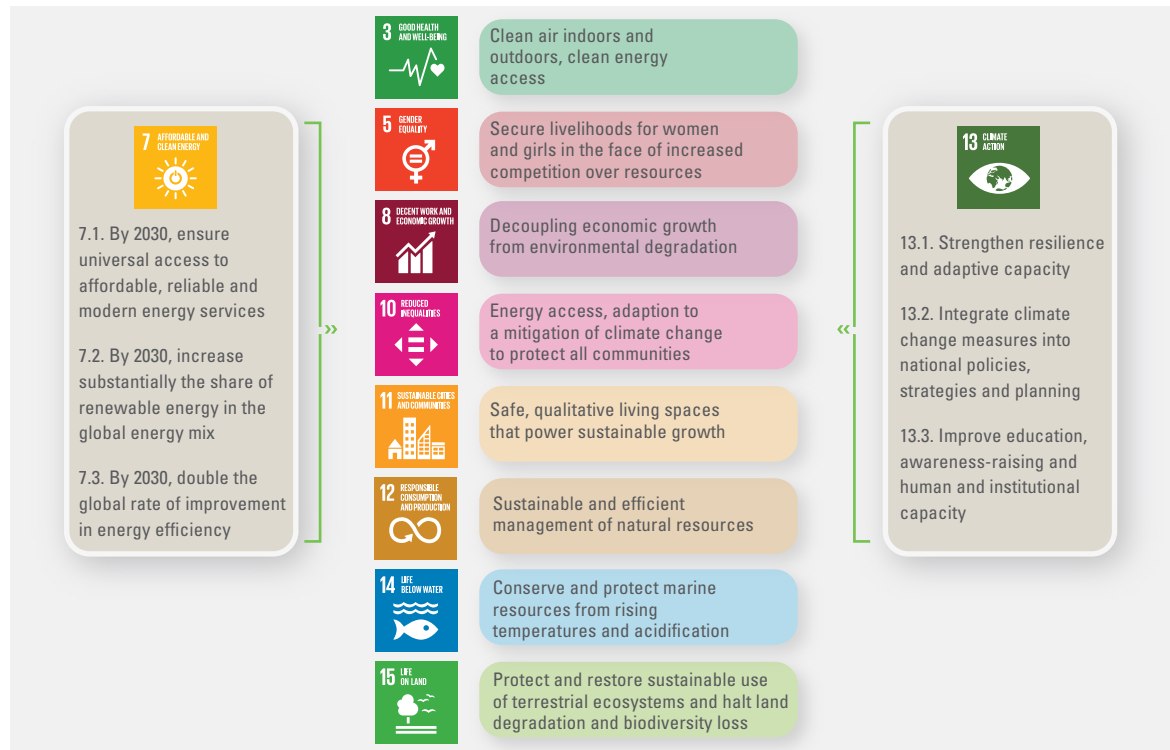 7 AFFORDABLE AND
CLEAN ENERGY
7.1. By 2030, ensure
universal access to
affordable, reliable and
modern energy services
7.2. By 2030, increase
substantially the share of
renewable energy in the
global energy mix
7.3. By 2030, double the
global rate of improvement
in energy efficiency
»
3 GOOD HEALTH
AND WELL-BEING
Clean air indoors and
outdoors, clean energy
access
5 GENDER
EQUALITY
Secure livelihoods for women
and girls in the face of increased
competition over resources
8 DECENT WORK AND
ECONOMIC GROWTH
Decoupling economic growth
from environmental degradation
10 REDUCED
INEQUALITIES
Energy access, adaption to
a mitigation of climate change
to protect all communities
11 SUSTAINABLE CITIES
AND COMMUNITIES
Safe, qualitative living spaces
that power sustainable growth
12 RESPONSIBLE
CONSUMPTION
AND PRODUCTION
Sustainable and efficient
management of natural resources
14 LIFE
BELOW WATER
Conserve and protect marine
resources from rising
temperatures and acidification
15 LIFE
ON LAND
Protect and restore sustainable use
of terrestrial ecosystems and halt land
degradation and biodiversity loss
«
13 CLIMATE
ACTION
13.1. Strengthen resilience
and adaptive capacity
13.2. Integrate climate
change measures into
national policies,
strategies and planning
13.3. Improve education,
awareness-raising and
human and institutional
capacity